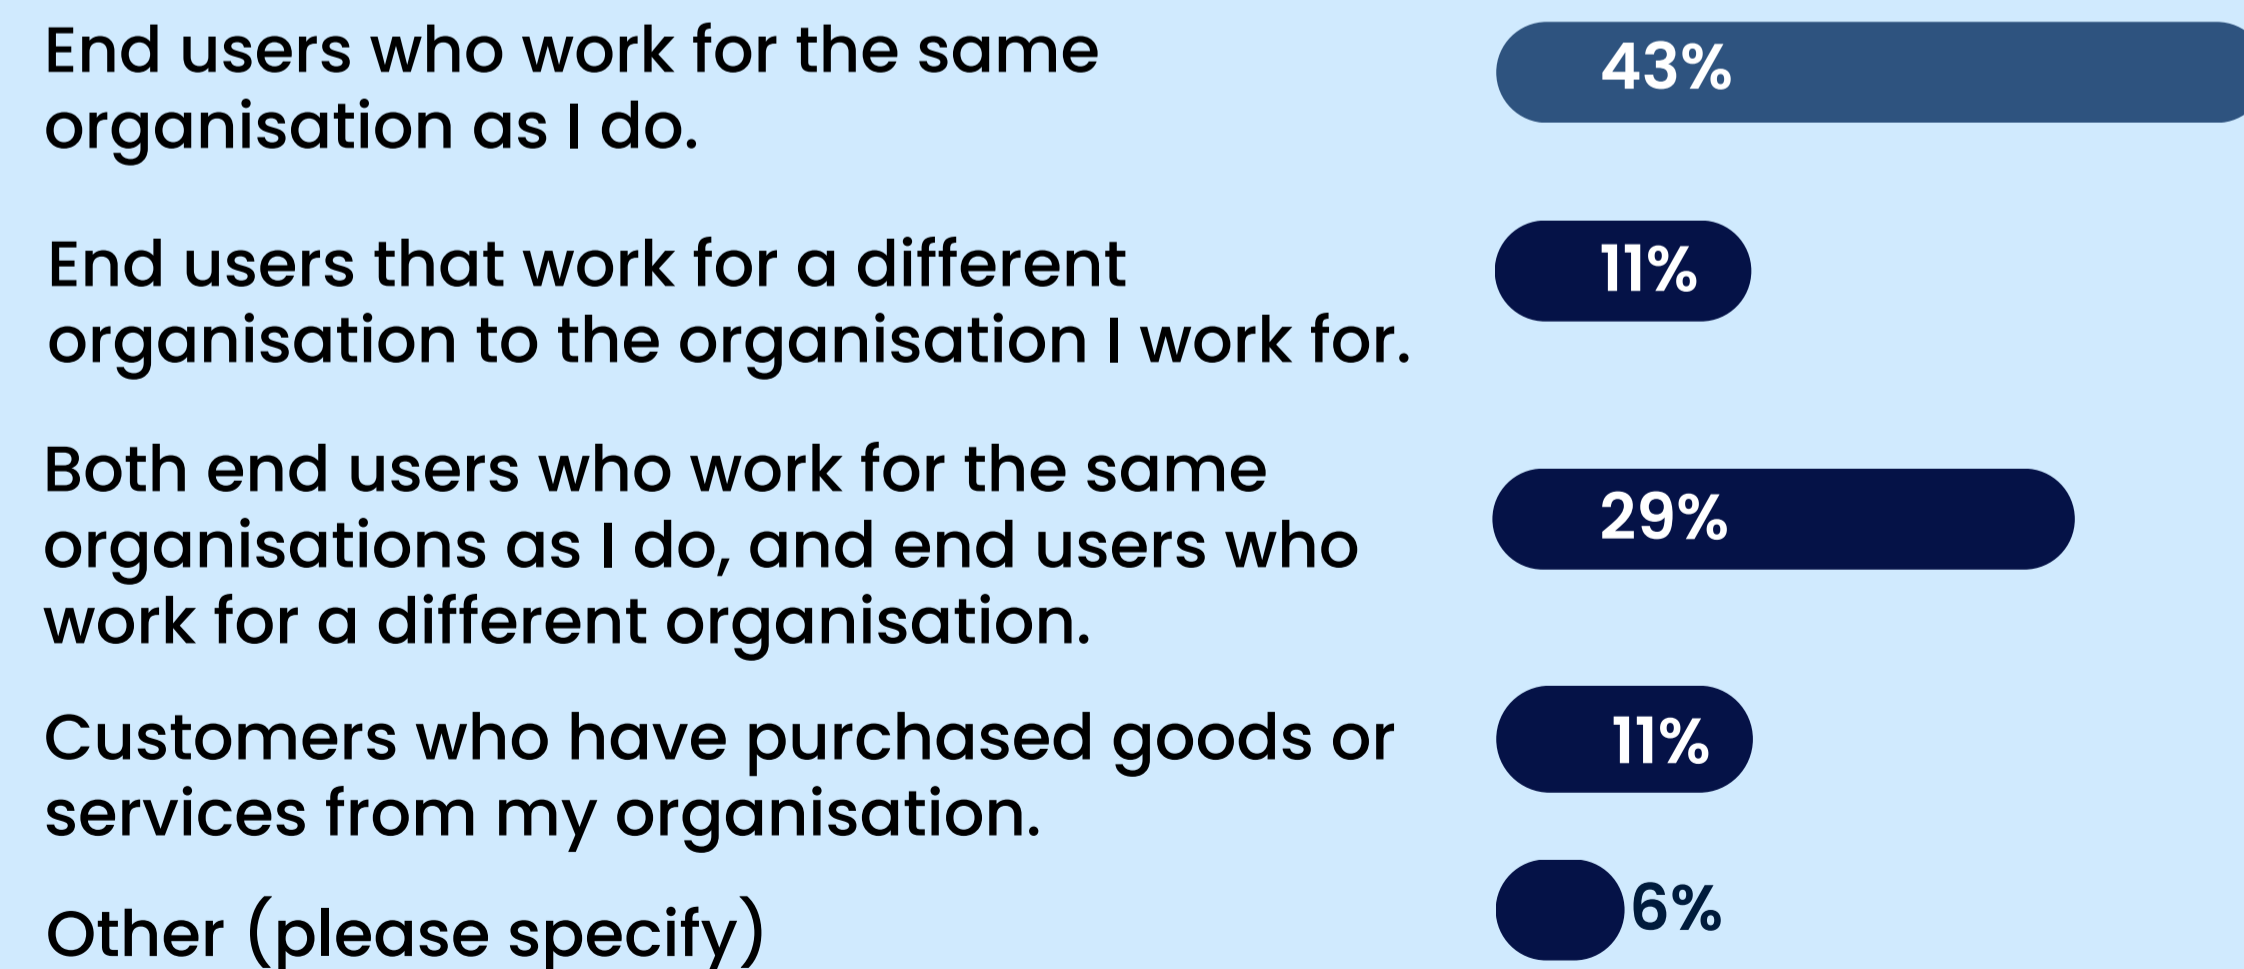 End users who work for the same
organisation as I do.
43%
End users that work for a different
organisation to the organisation I work for.
11%
Both end users who work for the same
organisations as I do, and end users who
work for a different organisation.
29%
Customers who have purchased goods or
services from my organisation.
11%
Other (please specify)
6%